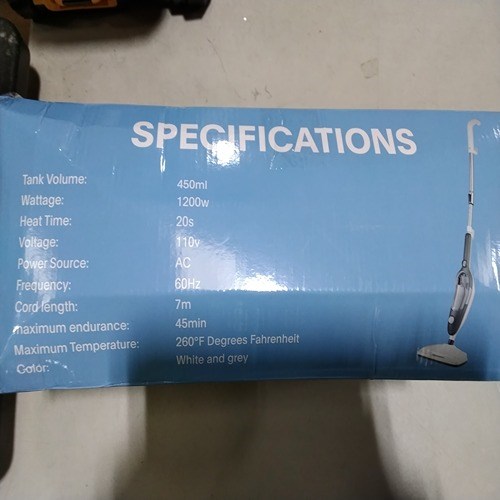 SPECIFICATIONS
Tank Volume: 450ml
Wattage: 1200w
Heat Time: 20s
Voltage: 110v
Power Source: AC
Frequency: 60Hz
Cord length: 7m
maximum endurance: 45min
Maximum Temperature: 260°F Degrees Fahrenheit
Color: White and grey